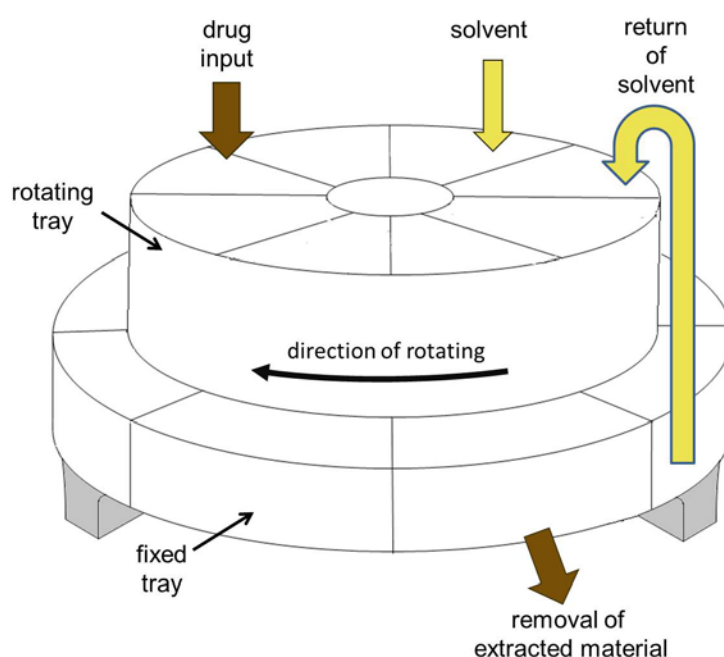 drug
input
solvent
return
of
solvent
rotating
tray
direction of rotating
fixed
tray
removal of
extracted material